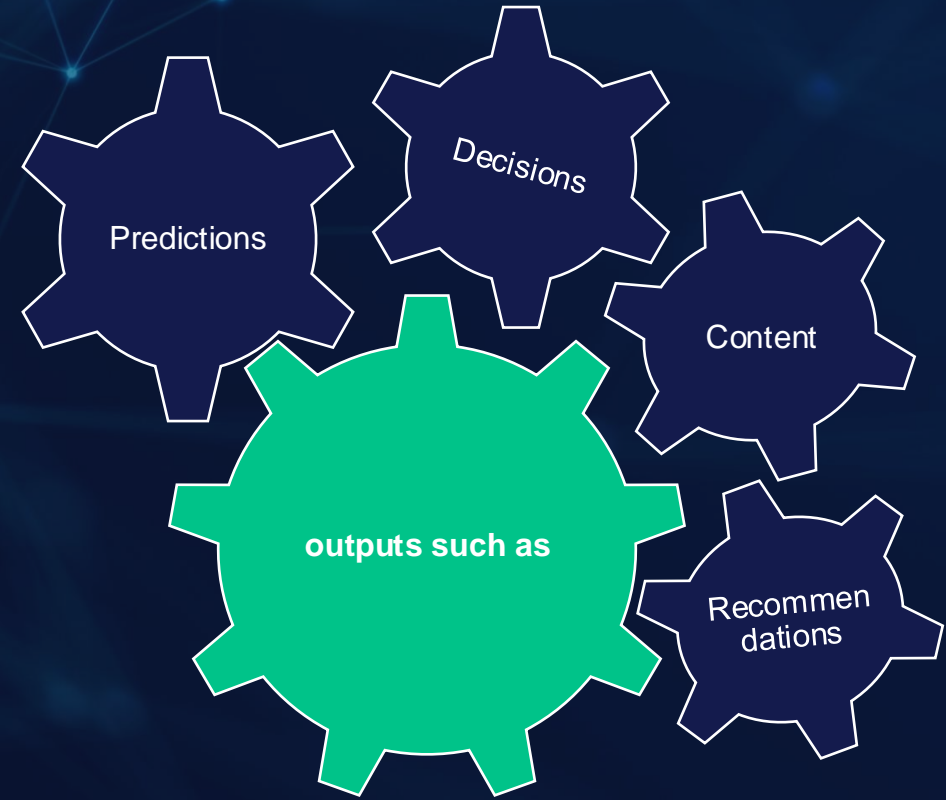 Decisions
Predictions
Content
outputs such as
Recommen
dations